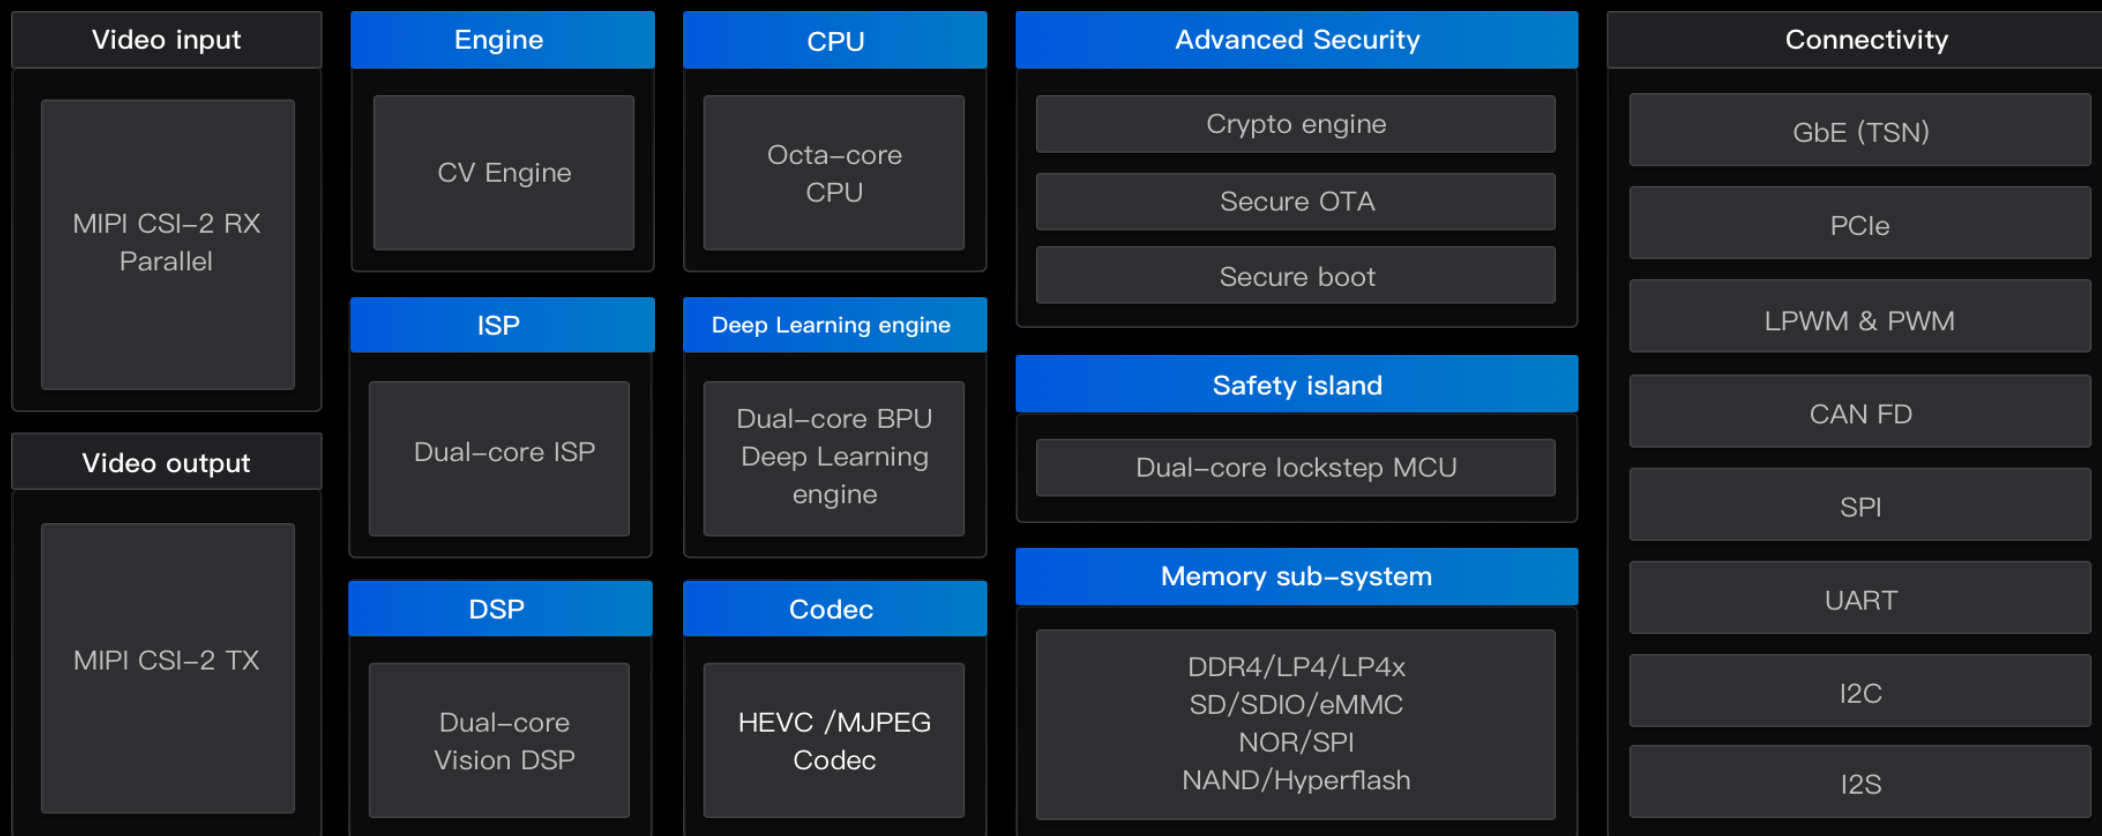 Video input
MIPI CSI-2 RX
Parallel
Video output
MIPI CSI-2 TX
Engine
CV Engine
ISP
Dual-core ISP
DSP
Dual-core
Vision DSP
CPU
Octa-core
CPU
Deep Learning engine
Dual-core BPU
Deep Learning
engine
Codec
HEVC /MJPEG
Codec
Advanced Security
Crypto engine
Secure OTA
Secure boot
Safety island
Dual-core lockstep MCU
Memory sub-system
DDR4/LP4/LP4x
SD/SDIO/eMMC
NOR/SPI
NAND/Hyperflash
Connectivity
GbE (TSN)
PCIe
LPWM & PWM
CAN FD
SPI
UART
I2C
I2S